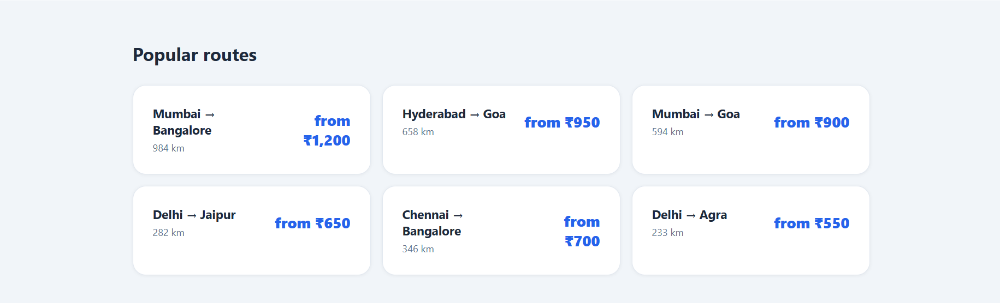 Popular routes
Mumbai →
Bangalore
984 km
from
₹1,200
Hyderabad → Goa
658 km
from ₹950
Mumbai → Goa
594 km
from ₹900
Delhi → Jaipur
282 km
from ₹650
Chennai →
Bangalore
346 km
from
₹700
Delhi → Agra
233 km
from ₹550